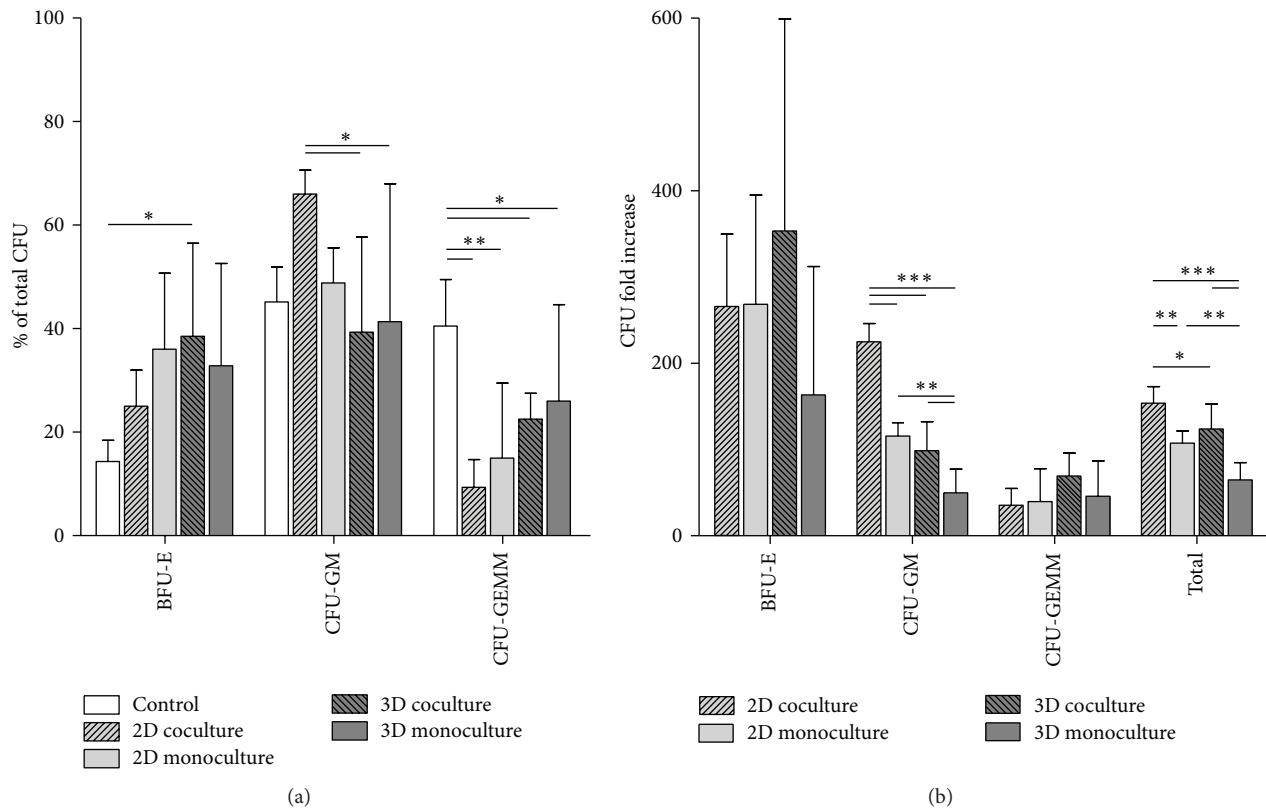 100
80
60
40
20
0
% of total CFU
*
*
*
**
BFU-E
CFU-GM
CFU-GEMM
Control
2D coculture
2D monoculture
3D coculture
3D monoculture
(a)
600
400
200
0
CFU fold increase
***
**
***
**
**
*
BFU-E
CFU-GM
CFU-GEMM
Total
2D coculture
2D monoculture
3D coculture
3D monoculture
(b)